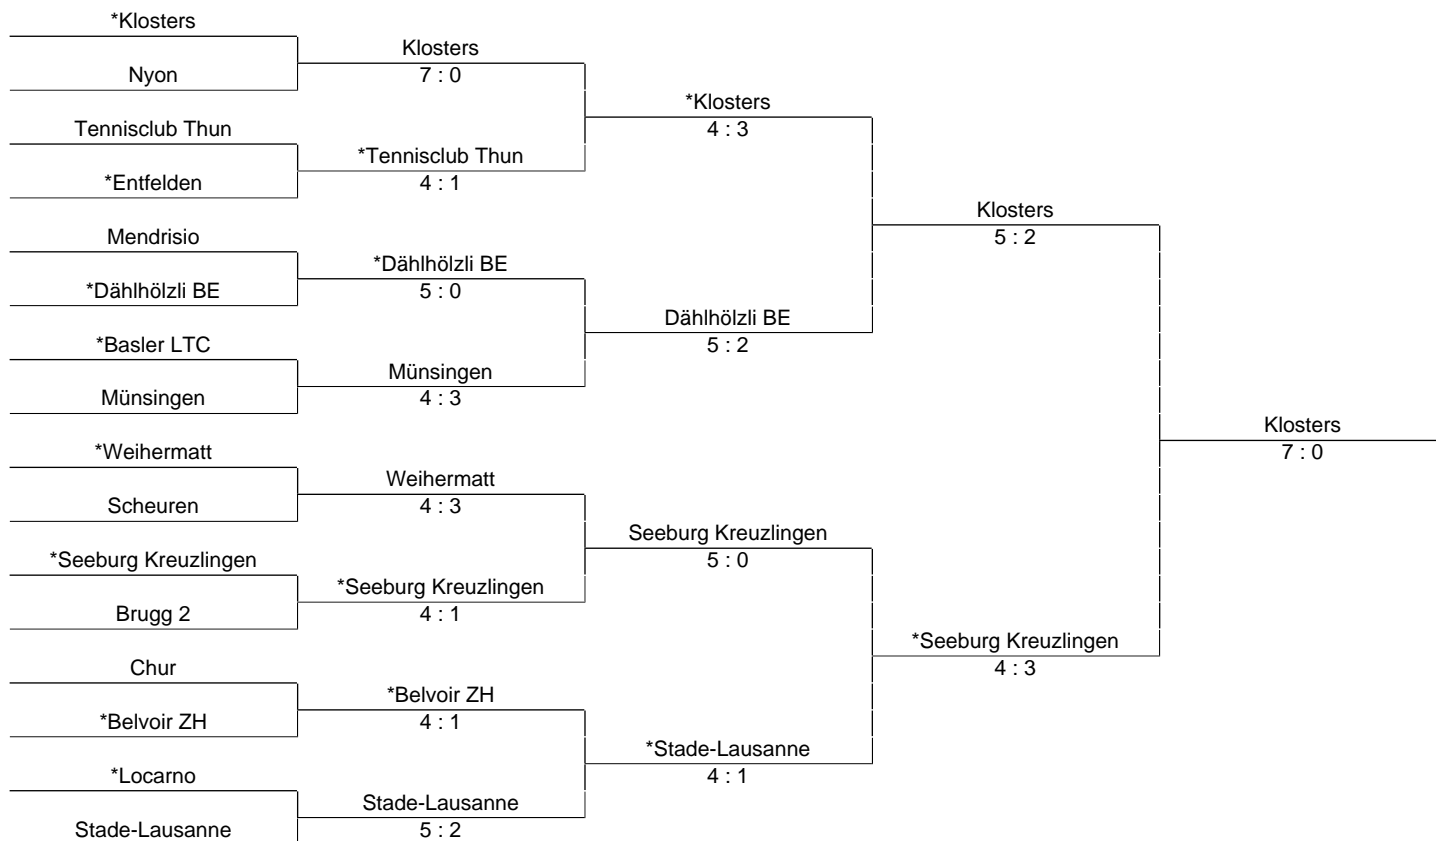 *Klosters
Nyon
Tennisclub Thun
*Entfelden
Mendrisio
*Dählhölzli BE
*Basler LTC
Münsingen
*Weihermatt
Scheuren
*Seeburg Kreuzlingen
Brugg 2
Chur
*Belvoir ZH
*Locarno
Stade-Lausanne
Klosters
7 : 0
*Tennisclub Thun
4 : 1
*Dählhölzli BE
5 : 0
Münsingen
4 : 3
Weihermatt
4 : 3
*Seeburg Kreuzlingen
4 : 1
*Belvoir ZH
4 : 1
Stade-Lausanne
5 : 2
*Klosters
4 : 3
Dählhölzli BE
5 : 2
Seeburg Kreuzlingen
5 : 0
*Stade-Lausanne
4 : 1
Klosters
5 : 2
*Seeburg Kreuzlingen
4 : 3
Klosters
7 : 0